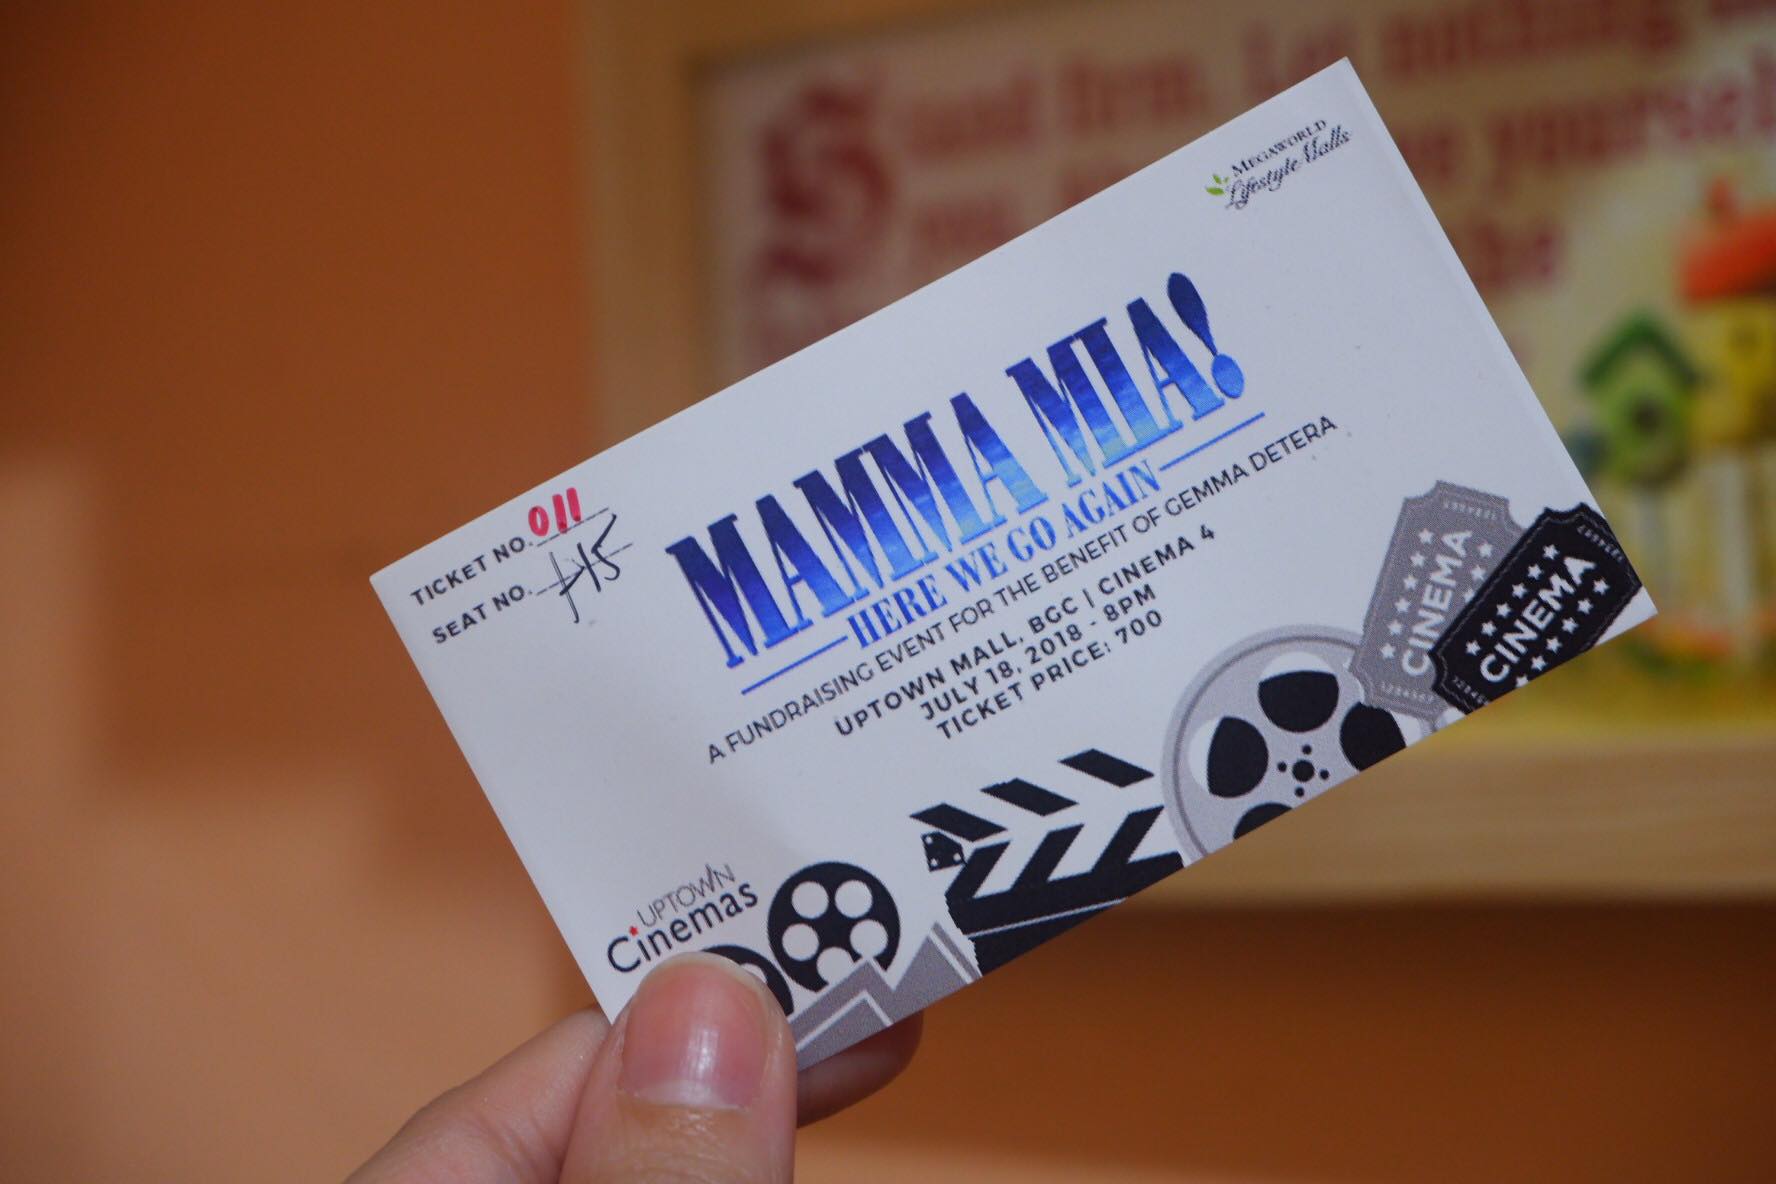 MEGAWORLD
Lifestyle Malls
TICKET NO. 011
SEAT NO.
MAMMA MIA!
HERE WE GO AGAIN
A FUNDRAISING EVENT FOR THE BENEFIT OF GEMMA DETERA
UPTOWN MALL, BGC | CINEMA 4
JULY 18, 2018 - 8PM
TICKET PRICE: 700
CINEMA
CINEMA
UPTOWN
Cinemas